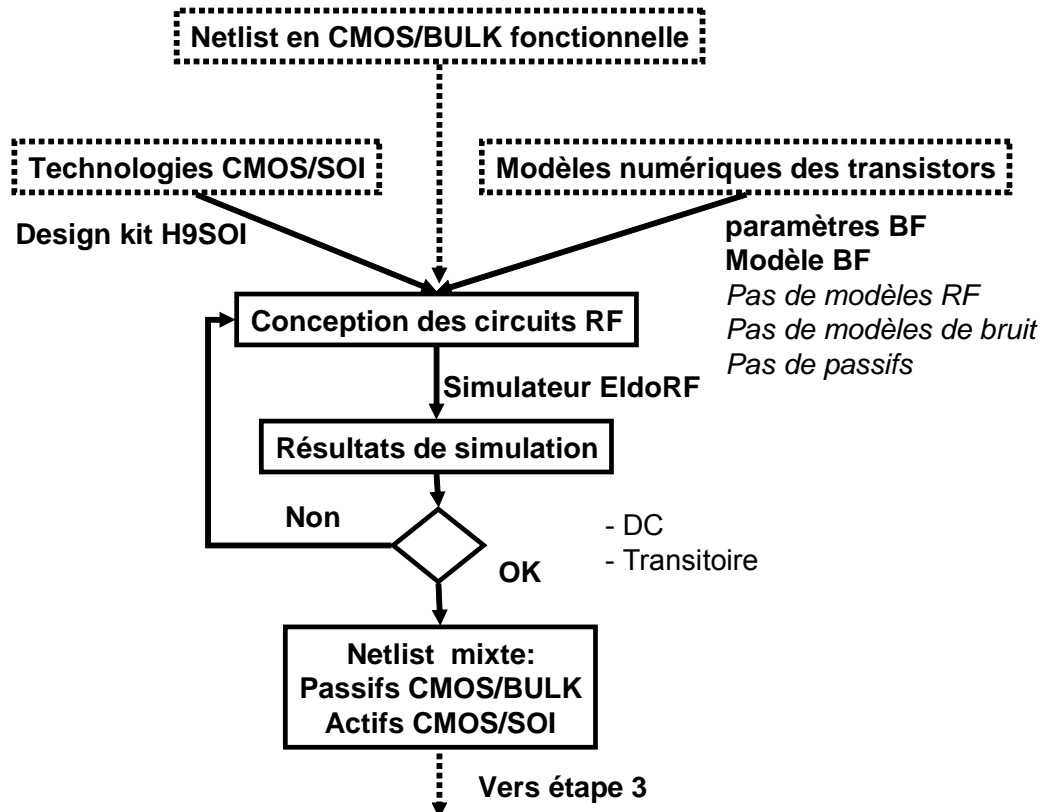 Netlist en CMOS/BULK fonctionnelle
Technologies CMOS/SOI
Modèles numériques des transistors
Design kit H9SOI
paramètres BF
Modèle BF
Pas de modèles RF
Pas de modèles de bruit
Pas de passifs
Conception des circuits RF
Simulateur EldoRF
Résultats de simulation
Non
- DC
- Transitoire
OK
Netlist mixte:
Passifs CMOS/BULK
Actifs CMOS/SOI
Vers étape 3